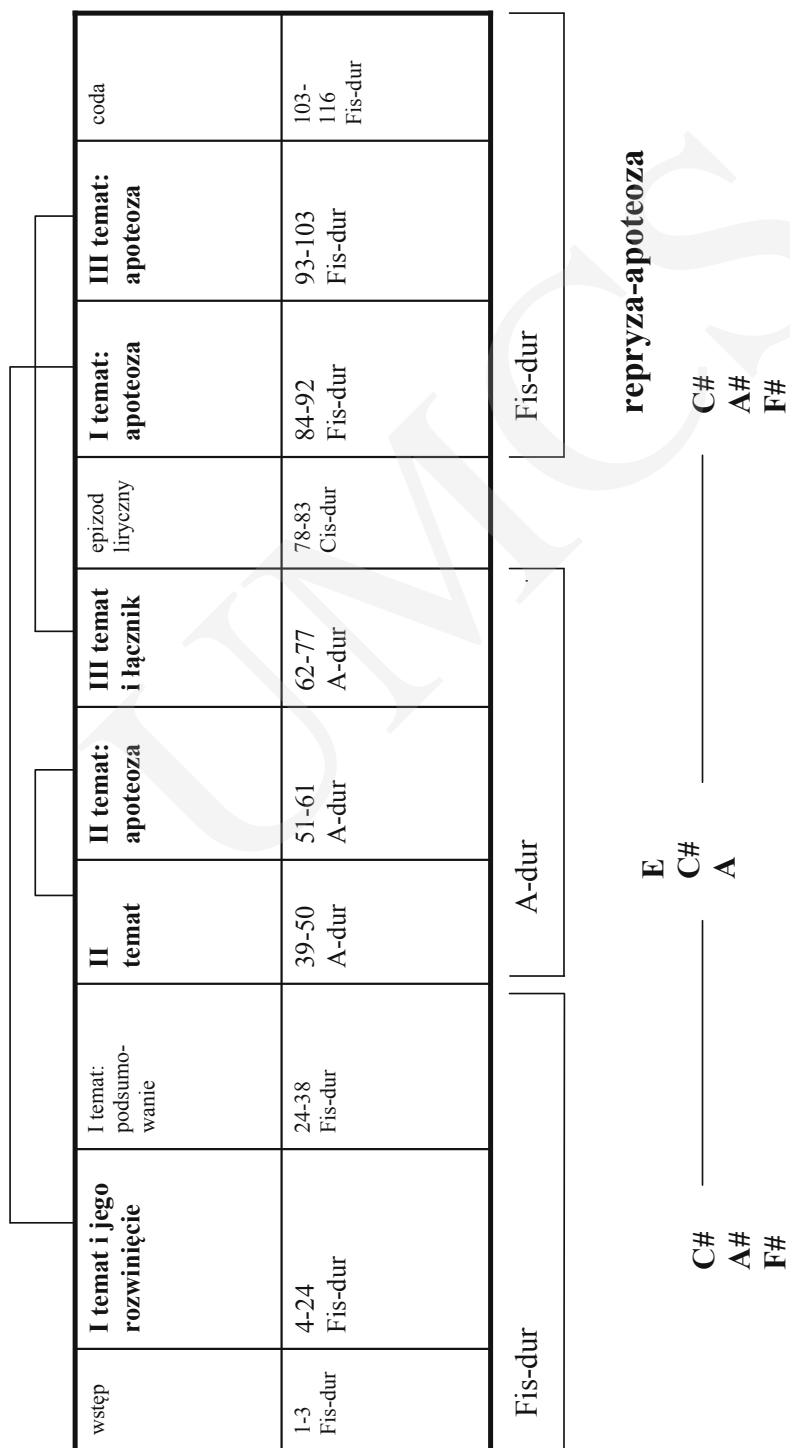 wstęp
I temat i jego
rozwinięcie
I temat:
podsumo-
wanie
II
temat
II temat:
apoteoza
III temat
i łącznik
epizod
liryczny
I temat:
apoteoza
III temat:
apoteoza
coda
1-3
Fis-dur
4-24
Fis-dur
24-38
Fis-dur
39-50
A-dur
51-61
A-dur
62-77
A-dur
78-83
Cis-dur
84-92
Fis-dur
93-103
Fis-dur
103-
116
Fis-dur
Fis-dur
A-dur
Fis-dur
repryza-apoteoza
C#
A#
F#
E
C#
A
C#
A#
F#
UMCS